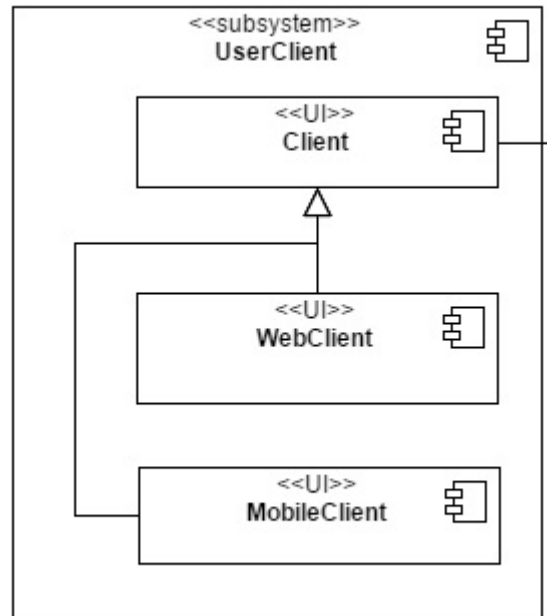 <<subsystem>>
UserClient
<<UI>>
Client
<<UI>>
WebClient
<<UI>>
MobileClient